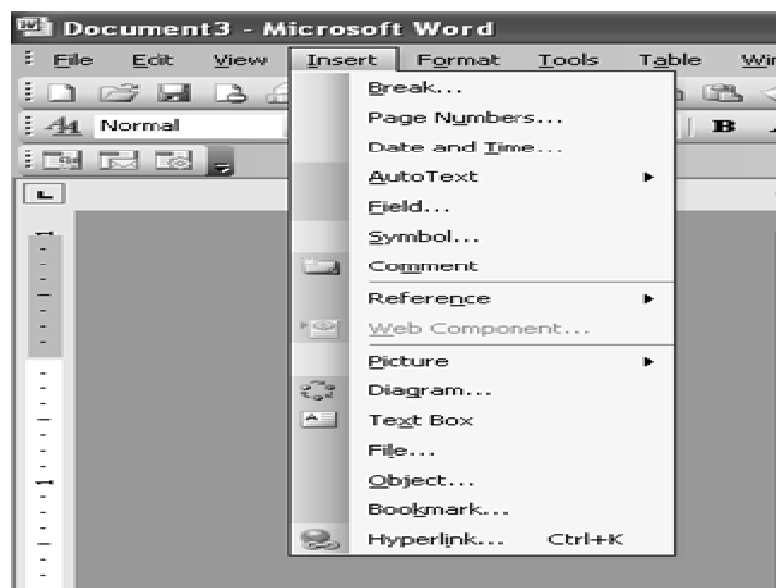 Document3 - Microsoft Word
File Edit View Insert Format Tools Table Win
Normal B
Break...
Page Numbers...
Date and Time...
AutoText
Field...
Symbol...
Comment
Reference
Web Component...
Picture
Diagram...
Text Box
File...
Object...
Bookmark...
Hyperlink... Ctrl+K